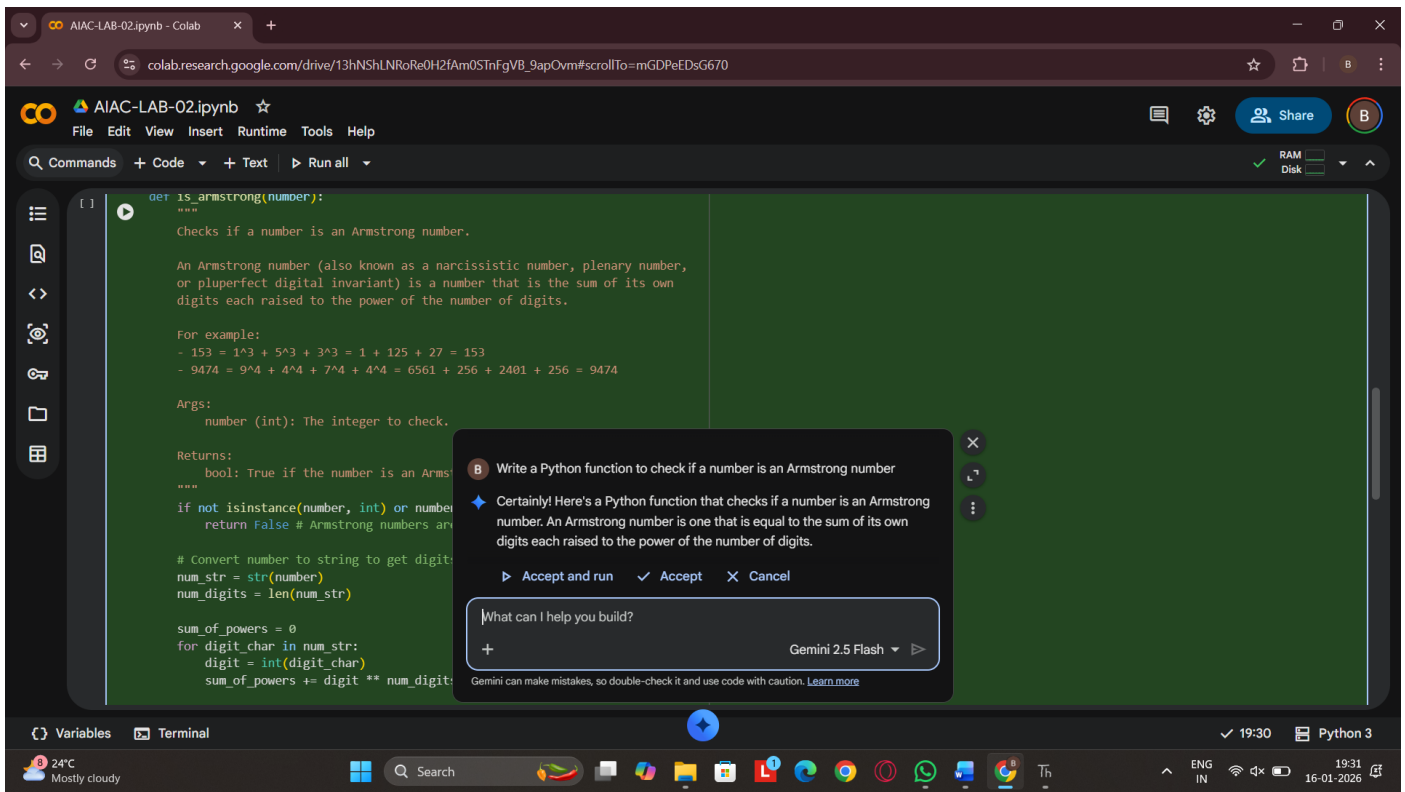 AIAC-LAB-02.ipynb - Colab
colab.research.google.com/drive/13hNShLNRoRe0H2fAm0STnFgVB_9apOvm#scrollTo=mGDPeEDsG670
B
AIAC-LAB-02.ipynb
File Edit View Insert Runtime Tools Help
Share
B
Commands + Code + Text Run all
RAM
Disk
[ ]
def is_armstrong(number):
"""
Checks if a number is an Armstrong number.
An Armstrong number (also known as a narcissistic number, plenary number,
or pluperfect digital invariant) is a number that is the sum of its own
digits each raised to the power of the number of digits.
For example:
- 153 = 1^3 + 5^3 + 3^3 = 1 + 125 + 27 = 153
- 9474 = 9^4 + 4^4 + 7^4 + 4^4 = 6561 + 256 + 2401 + 256 = 9474
Args:
number (int): The integer to check.
Returns:
bool: True if the number is an Arms
"""
if not isinstance(number, int) or number
return False # Armstrong numbers are
# Convert number to string to get digits
num_str = str(number)
num_digits = len(num_str)
sum_of_powers = 0
for digit_char in num_str:
digit = int(digit_char)
sum_of_powers += digit ** num_digits
B
Write a Python function to check if a number is an Armstrong number
Certainly! Here's a Python function that checks if a number is an Armstrong
number. An Armstrong number is one that is equal to the sum of its own
digits each raised to the power of the number of digits.
Accept and run Accept Cancel
What can I help you build?
Gemini 2.5 Flash
Gemini can make mistakes, so double-check it and use code with caution. Learn more
Variables Terminal
19:30 Python 3
8
24°C
Mostly cloudy
Search
L 1
B
Th
ENG
IN
19:31
16-01-2026